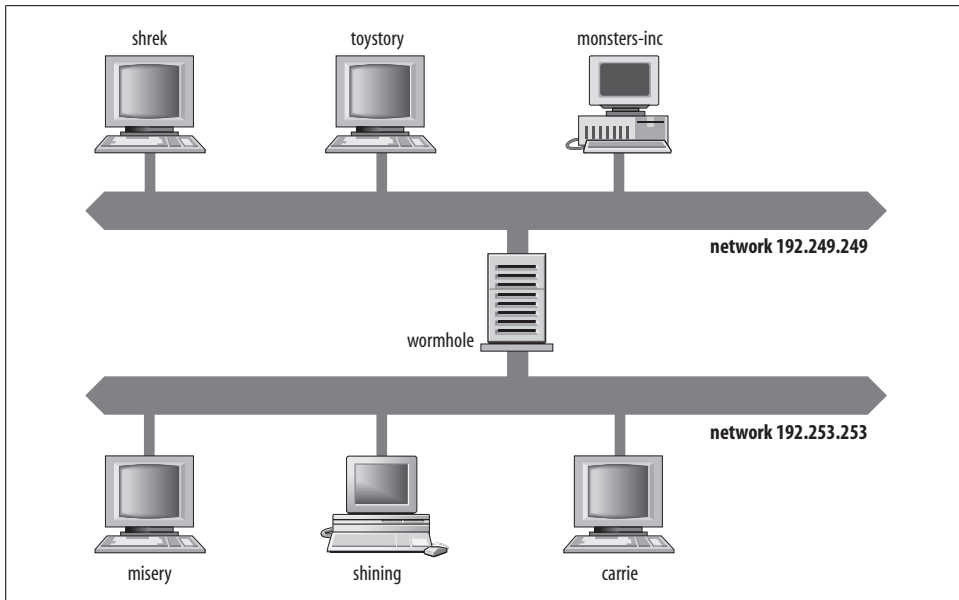 shrek
toystory
monsters-inc
network 192.249.249
wormhole
network 192.253.253
misery
shining
carrie